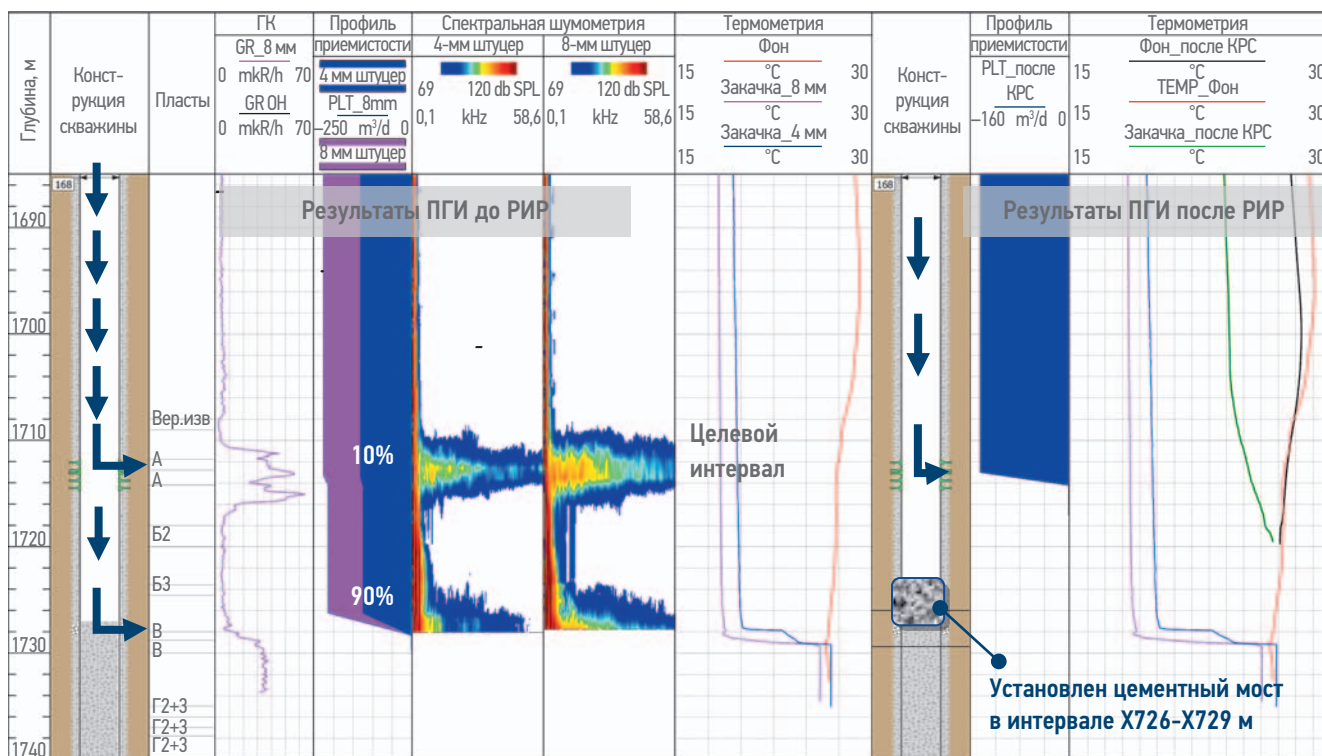 Глубина, м
Конст-
рукция
скважины
Пласты
ГК
GR_8 мм
0 mkR/h 70
GR OH
0 mkR/h 70
Профиль
приемистости
4 мм штуцер
PLT_8mm
–250 m³/d 0
8 мм штуцер
Спектральная шумометрия
4-мм штуцер
69 120 db SPL
0,1 kHz 58,6
8-мм штуцер
69 120 db SPL
0,1 kHz 58,6
Термометрия
Фон
15 °C 30
Закачка_8 мм
15 °C 30
Закачка_4 мм
15 °C 30
Конст-
рукция
скважины
Профиль
приемистости
PLT_после
КРС
–160 m³/d 0
Термометрия
Фон_после КРС
15 °C 30
TEMP_Фон
15 °C 30
Закачка_после КРС
15 °C 30
168
Результаты ПГИ до РИР
168
Результаты ПГИ после РИР
1690
1700
1710
1720
1730
1740
Вер.изв
А
А
Б2
Б3
В
В
Г2+3
Г2+3
Г2+3
10%
90%
Целевой
интервал
Установлен цементный мост
в интервале X726-X729 м